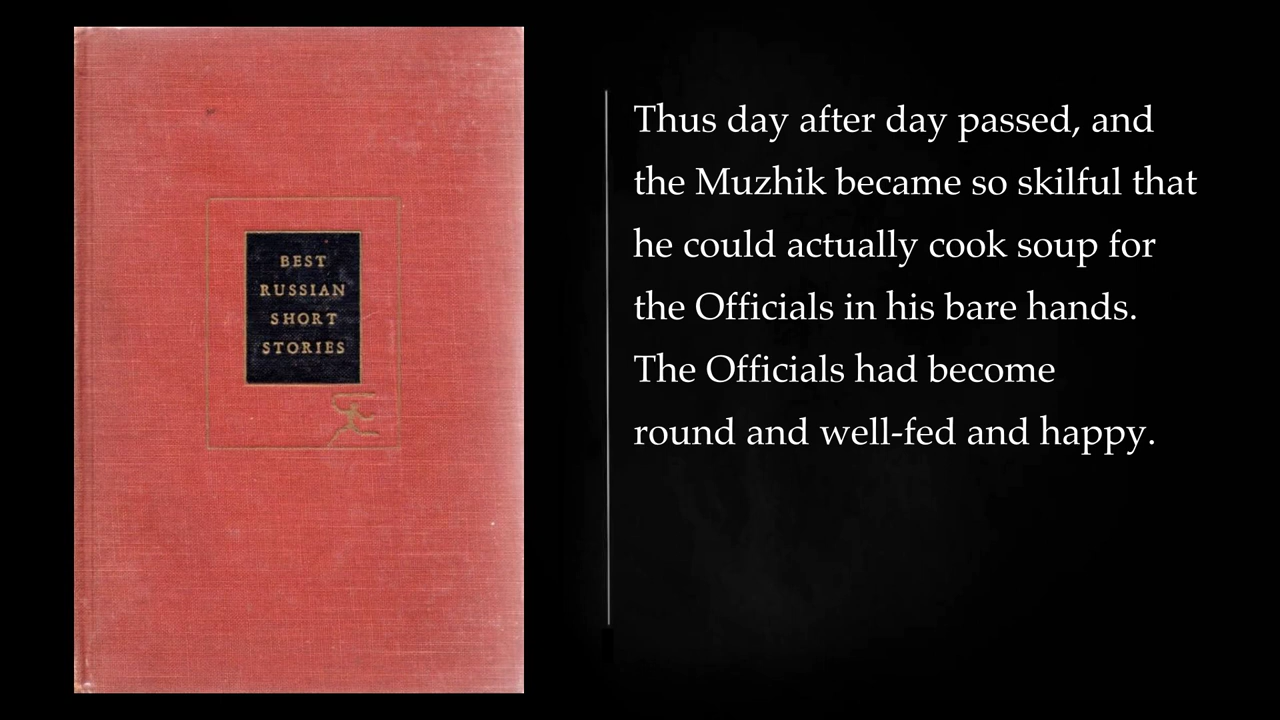 BEST
RUSSIAN
SHORT
STORIES
Thus day after day passed, and
the Muzhik became so skilful that
he could actually cook soup for
the Officials in his bare hands.
The Officials had become
round and well-fed and happy.